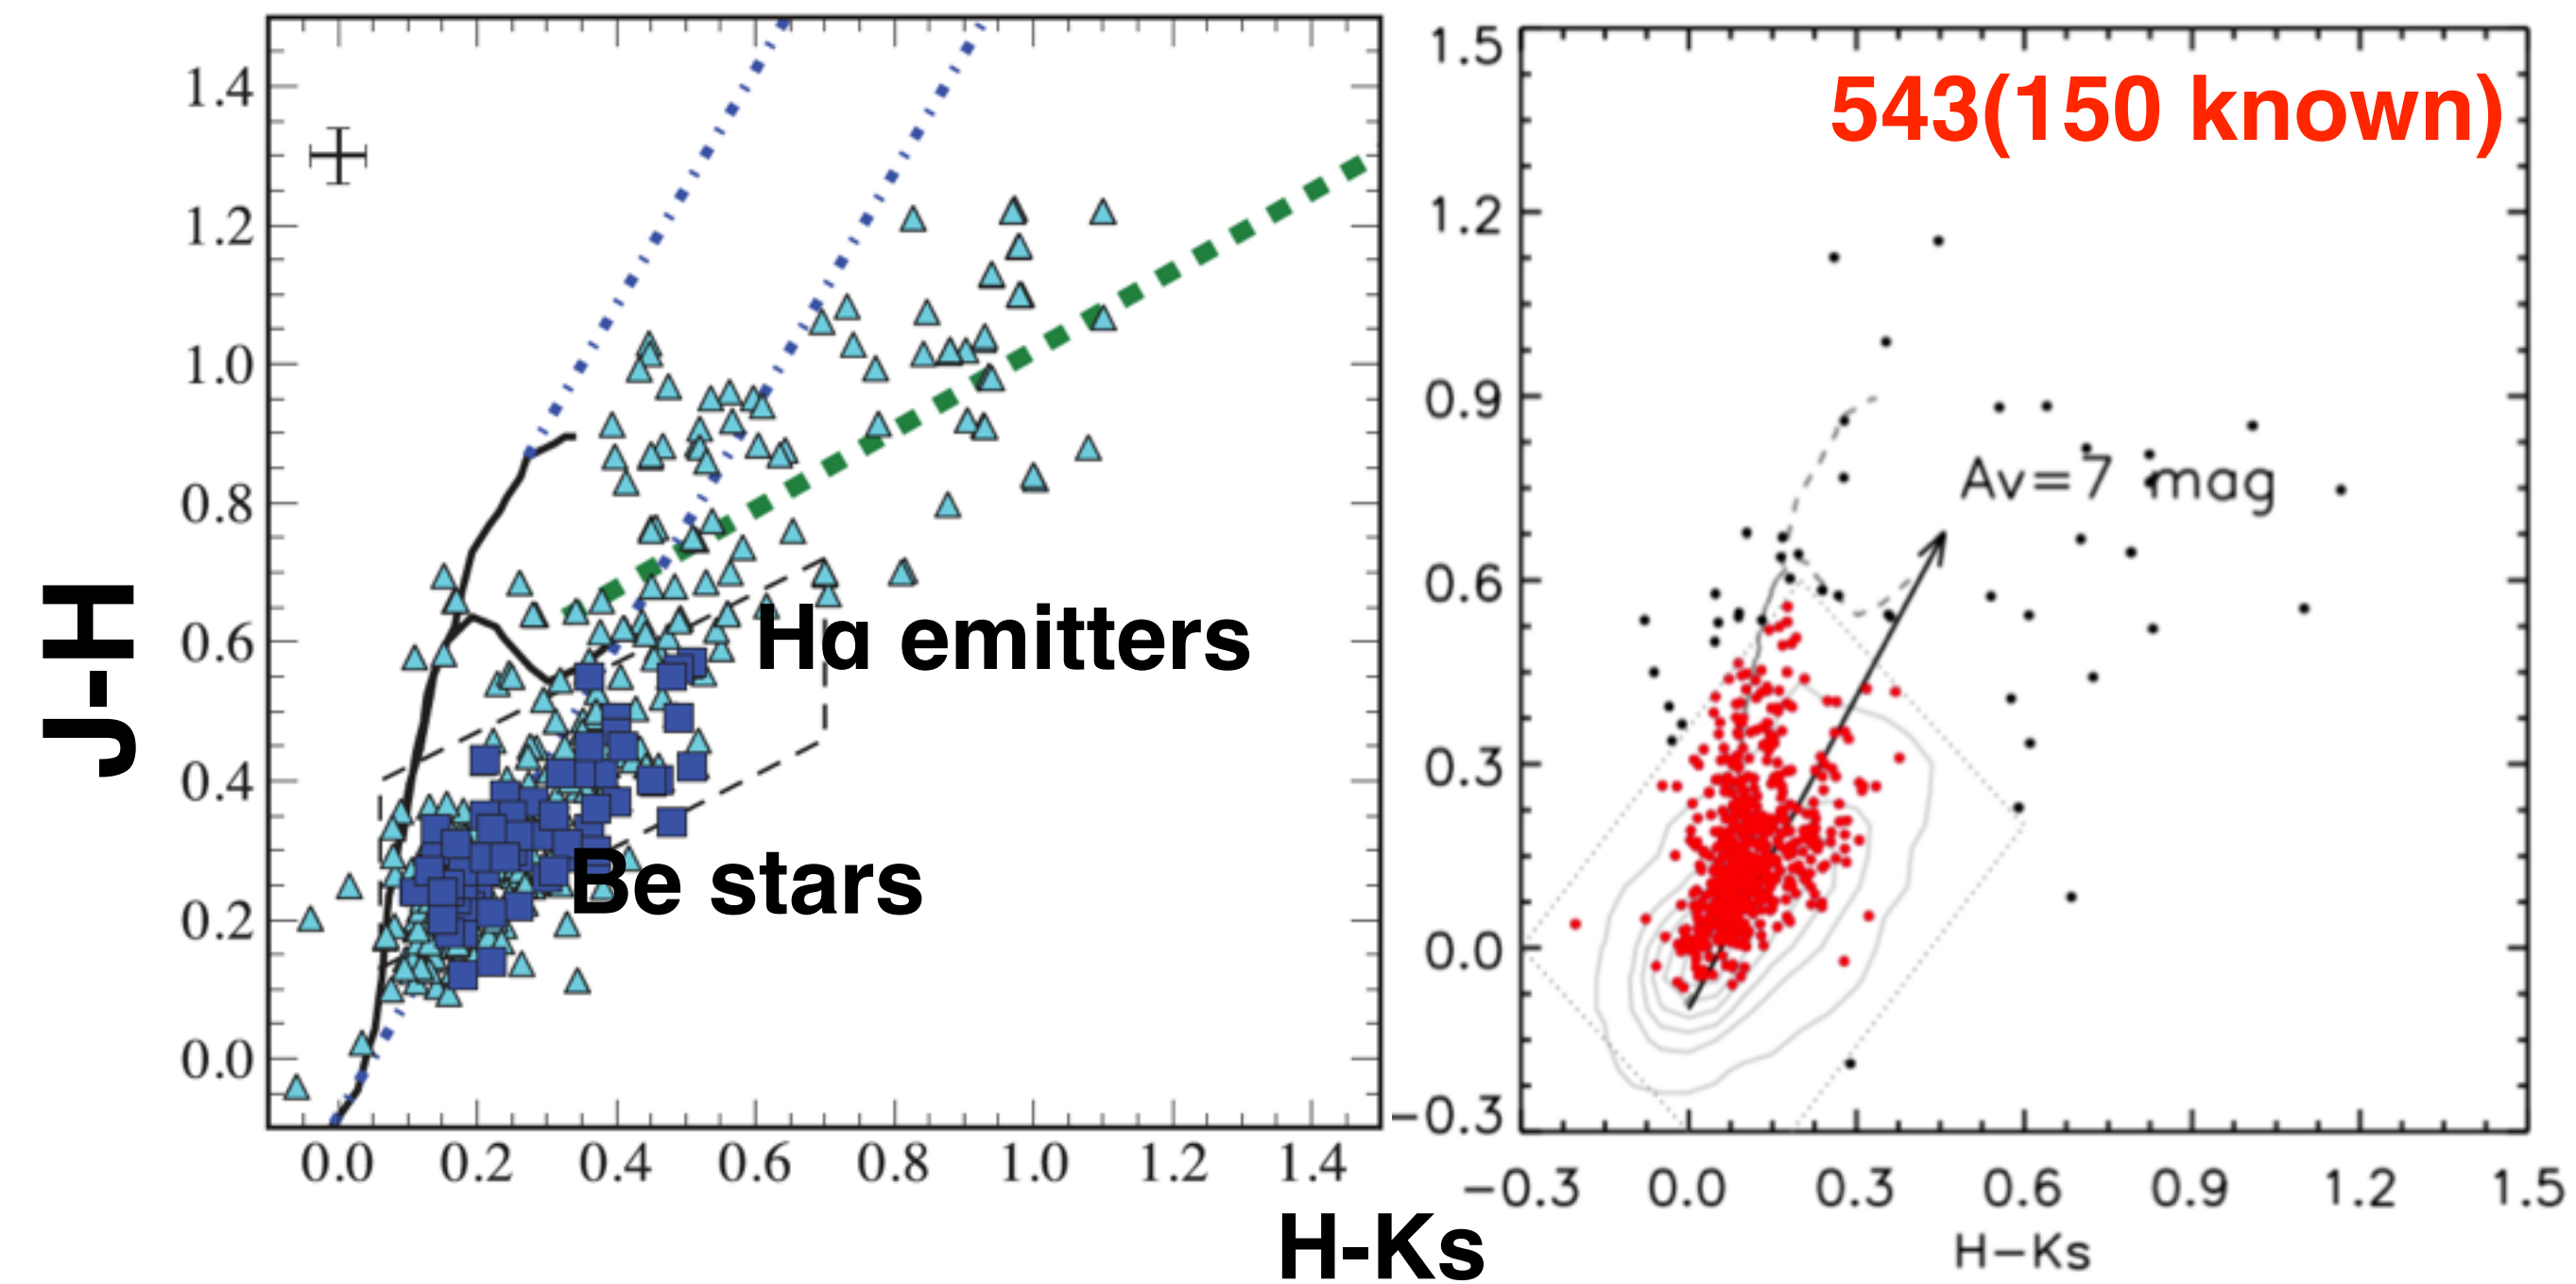 1.4
1.2
1.0
0.8
0.6
0.4
0.2
0.0
J-H
Hα emitters
Be stars
0.0 0.2 0.4 0.6 0.8 1.0 1.2 1.4
H-Ks
543(150 known)
Av=7 mag
1.5
1.2
0.9
0.6
0.3
0.0
−0.3
−0.3 0.0 0.3 0.6 0.9 1.2 1.5
H−Ks